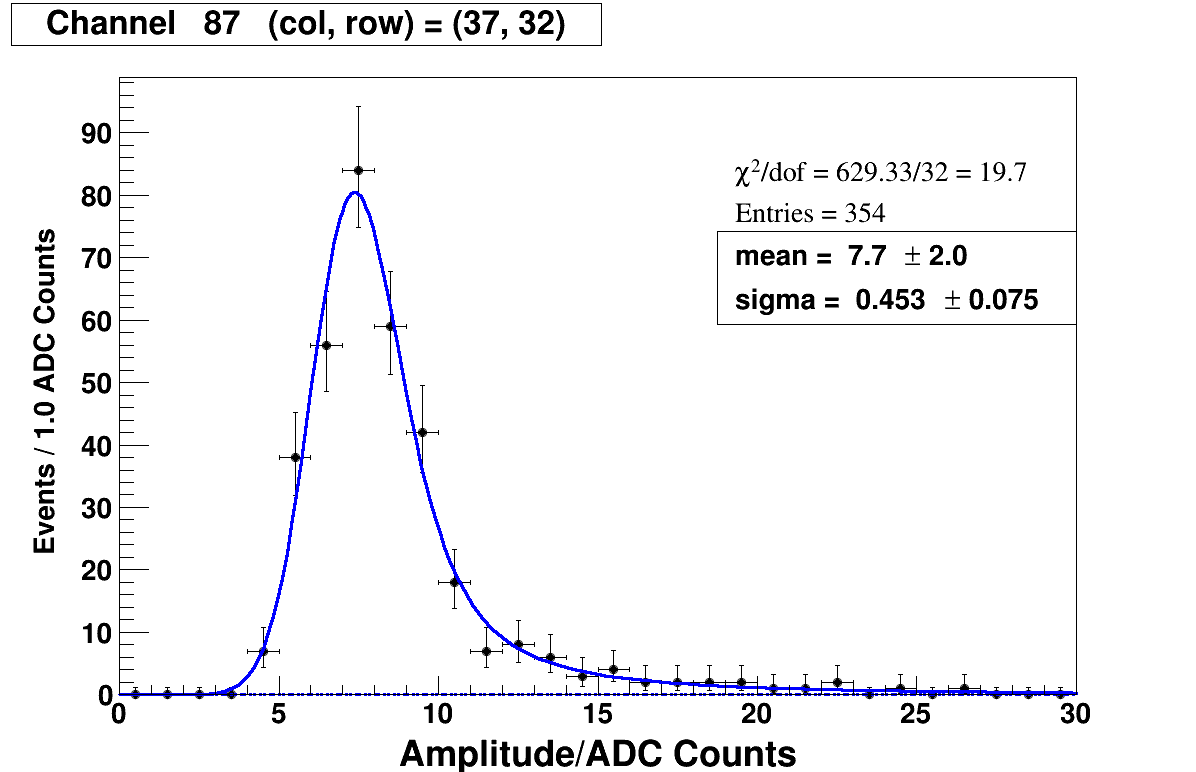 Channel 87 (col, row) = (37, 32)
χ²/dof = 629.33/32 = 19.7
Entries = 354
mean = 7.7 ± 2.0
sigma = 0.453 ± 0.075
Events / 1.0 ADC Counts
90
80
70
60
50
40
30
20
10
0
0 5 10 15 20 25 30
Amplitude/ADC Counts